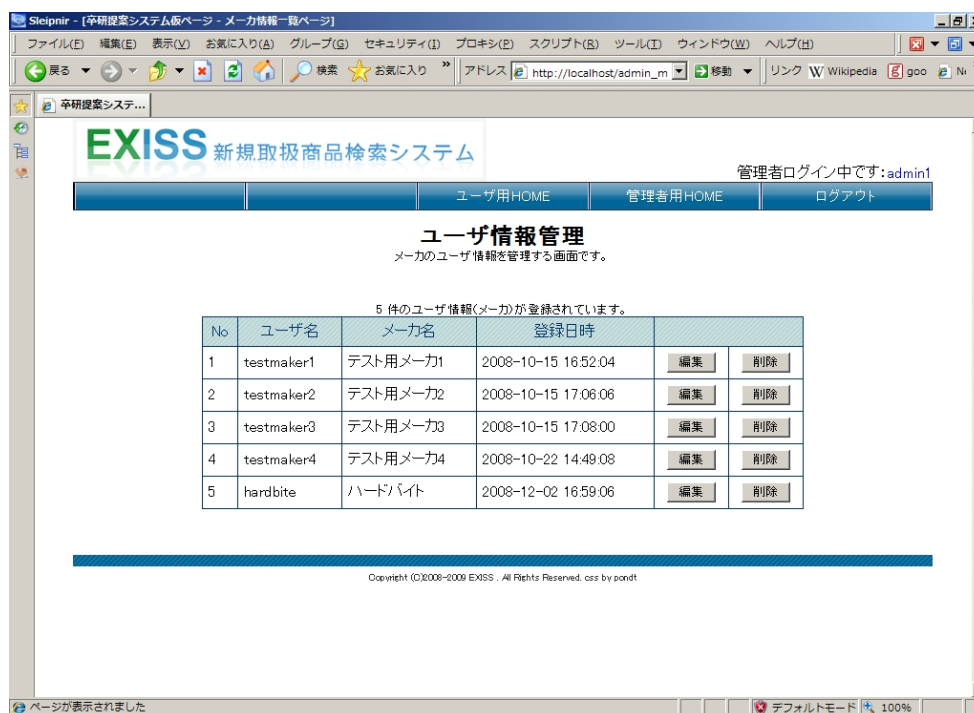 Sleipnir - [卒研提案システム仮ページ - メーカ情報一覧ページ]
ファイル(F) 編集(E) 表示(V) お気に入り(A) グループ(G) セキュリティ(I) プロキシ(P) スクリプト(R) ツール(T) ウィンドウ(W) ヘルプ(H)
戻る 検索 お気に入り » アドレス http://localhost/admin_m 移動 リンク Wikipedia goo
卒研提案システ...
EXISS 新規取扱商品検索システム
管理者ログイン中です:admin1
ユーザ用HOME 管理者用HOME ログアウト
ユーザ情報管理
メーカのユーザ情報を管理する画面です。
5 件のユーザ情報(メーカ)が登録されています。
No ユーザ名 メーカ名 登録日時
1 testmaker1 テスト用メーカ1 2008-10-15 16:52:04 編集 削除
2 testmaker2 テスト用メーカ2 2008-10-15 17:06:06 編集 削除
3 testmaker3 テスト用メーカ3 2008-10-15 17:08:00 編集 削除
4 testmaker4 テスト用メーカ4 2008-10-22 14:49:08 編集 削除
5 hardbite ハードバイト 2008-12-02 16:59:06 編集 削除
Copyright (C)2008-2009 EXISS . All Rights Reserved. css by pondt
ページが表示されました デフォルトモード 100%